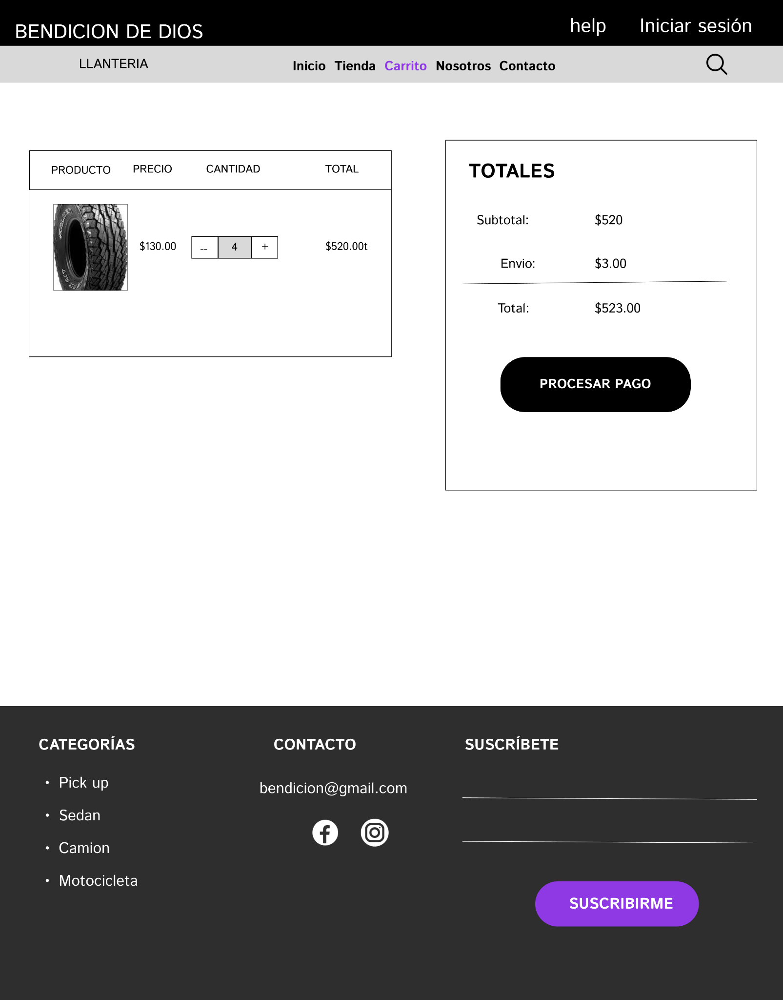 BENDICION DE DIOS
help Iniciar sesión
LLANTERIA
Inicio Tienda Carrito Nosotros Contacto
PRODUCTO PRECIO CANTIDAD TOTAL
$130.00 -- 4 + $520.00t
TOTALES
Subtotal: $520
Envio: $3.00
Total: $523.00
PROCESAR PAGO
CATEGORÍAS
• Pick up
• Sedan
• Camion
• Motocicleta
CONTACTO
bendicion@gmail.com
SUSCRÍBETE
SUSCRIBIRME